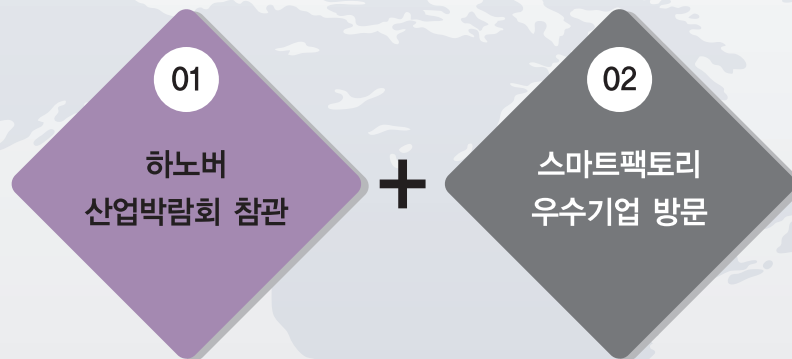 01
하노버
산업박람회 참관
+
02
스마트팩토리
우수기업 방문